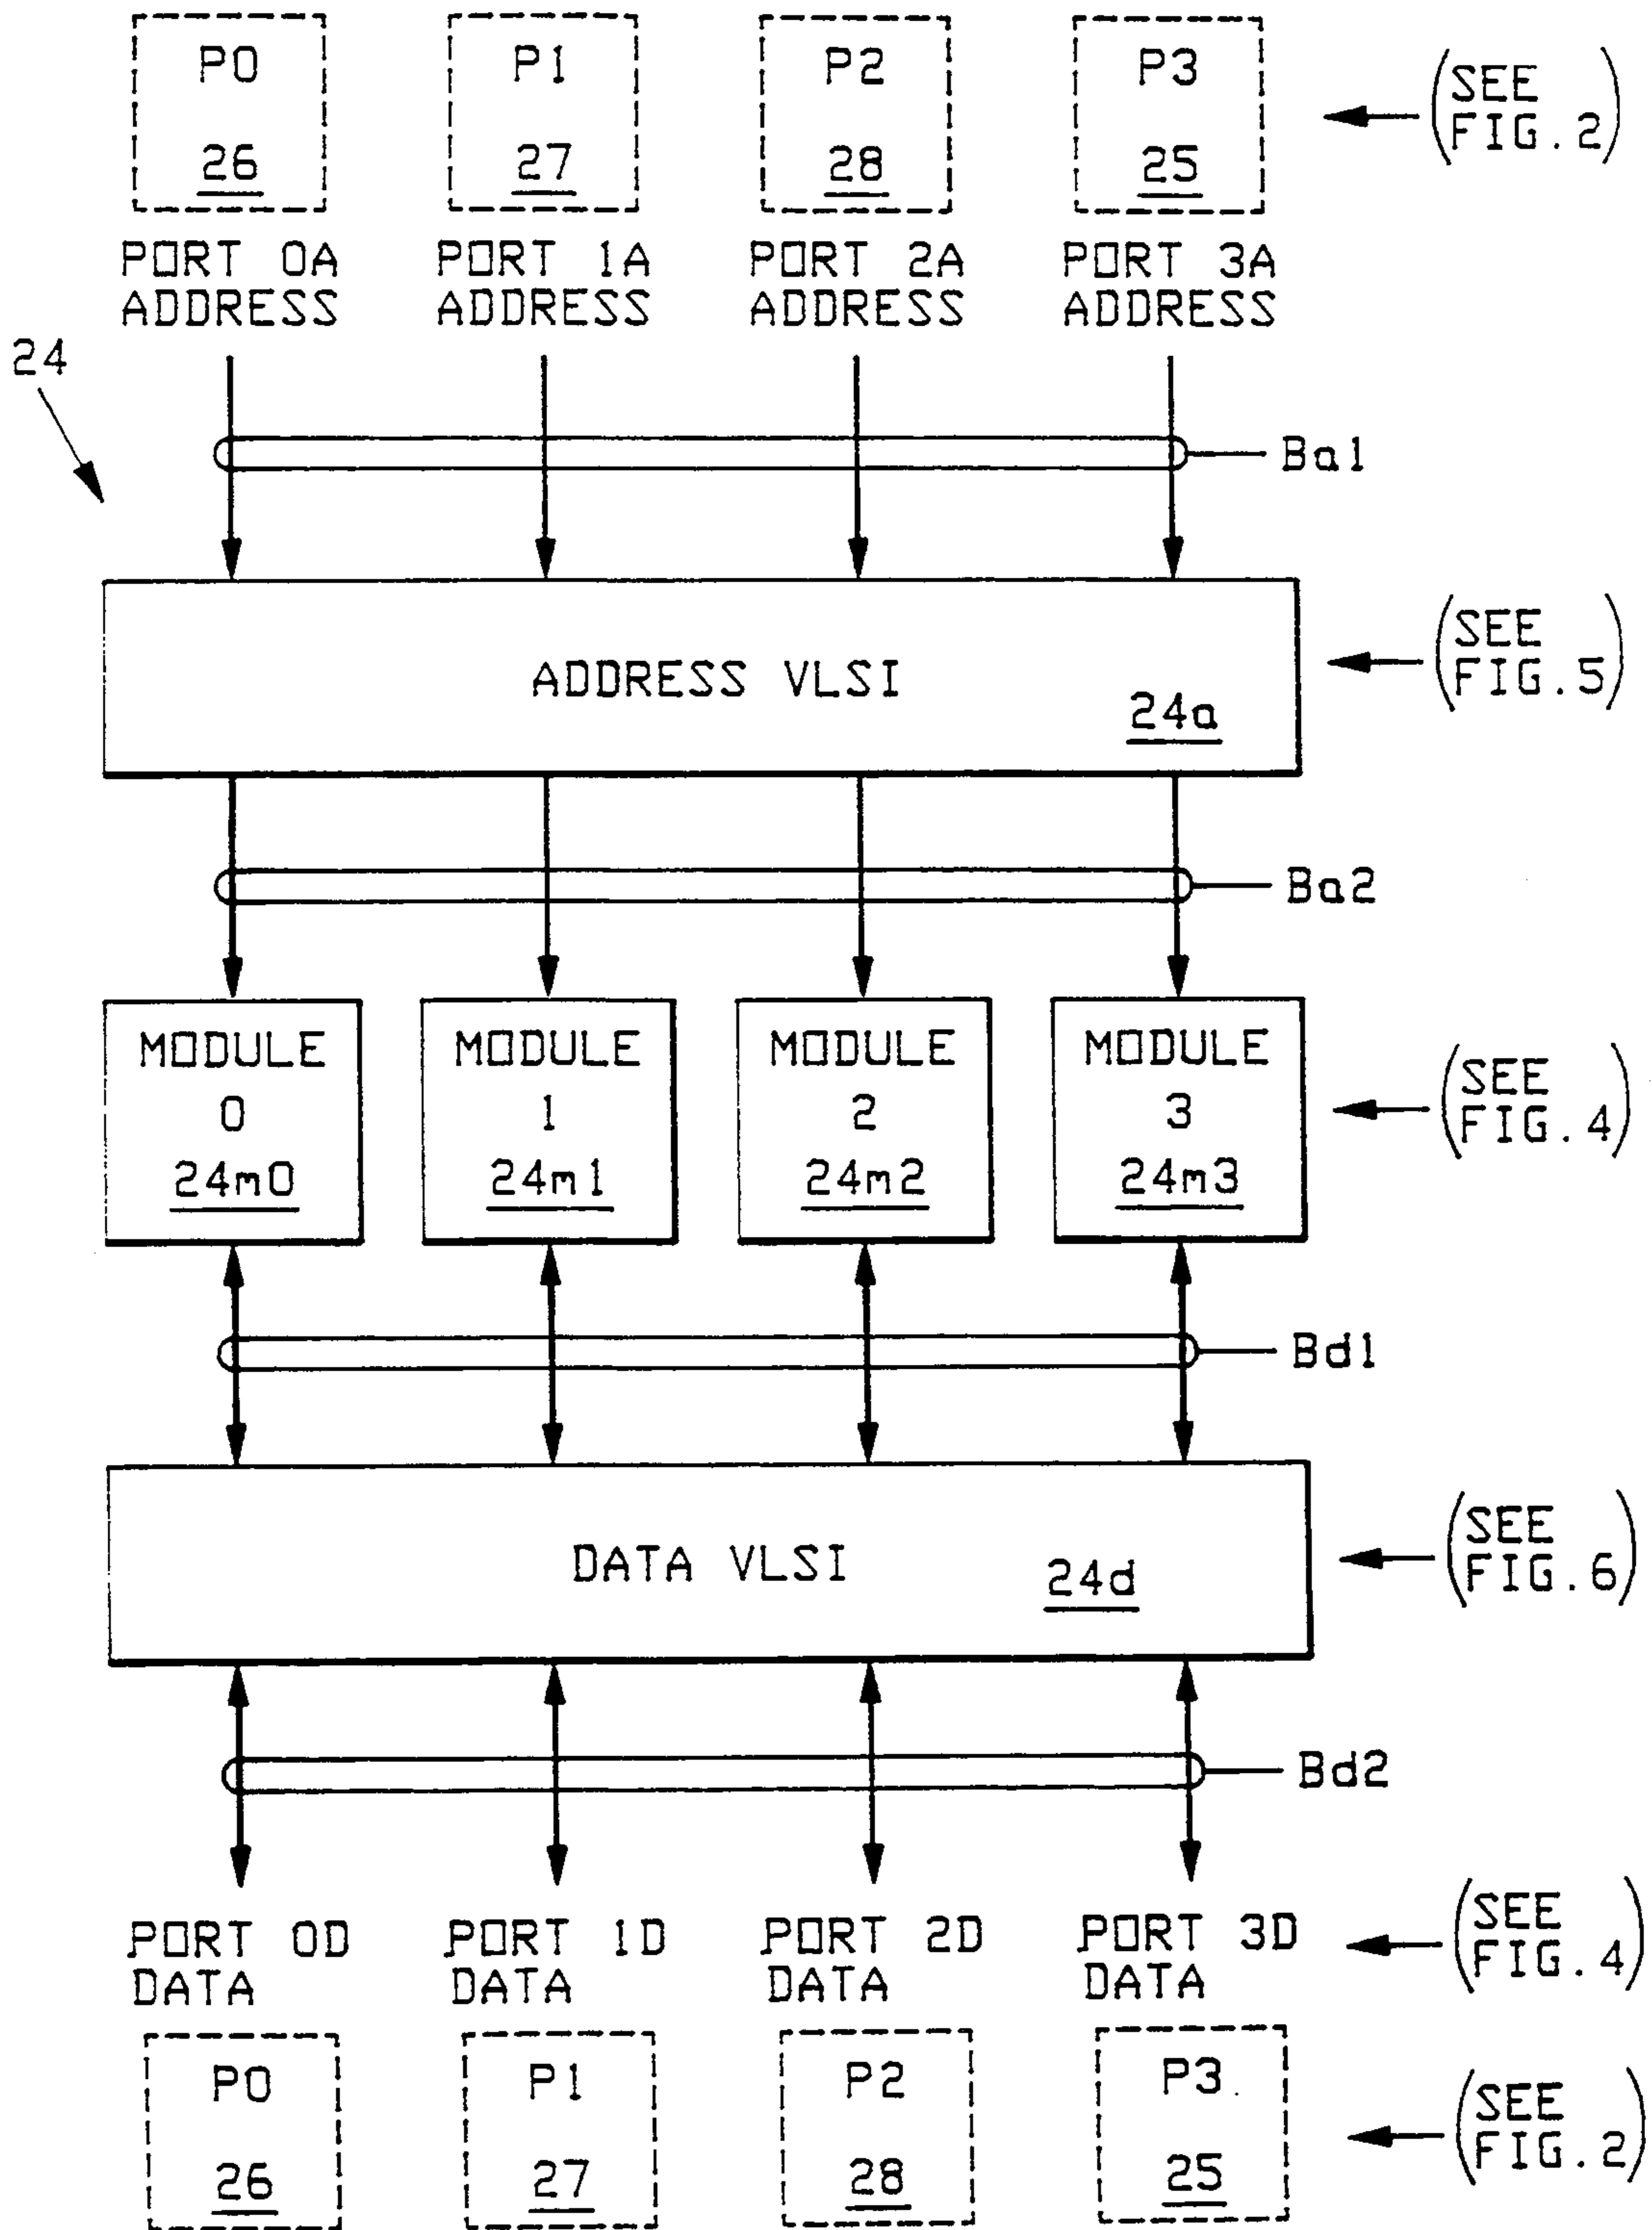 P0 P1 P2 P3 (SEE
26 27 28 25 FIG.2)
PORT 0A PORT 1A PORT 2A PORT 3A
ADDRESS ADDRESS ADDRESS ADDRESS
24
Ba1
ADDRESS VLSI (SEE
24a FIG.5)
Ba2
MODULE MODULE MODULE MODULE (SEE
0 1 2 3 FIG.4)
24m0 24m1 24m2 24m3
Bd1
DATA VLSI 24d (SEE
FIG.6)
Bd2
PORT 0D PORT 1D PORT 2D PORT 3D (SEE
DATA DATA DATA DATA FIG.4)
P0 P1 P2 P3 (SEE
26 27 28 25 FIG.2)